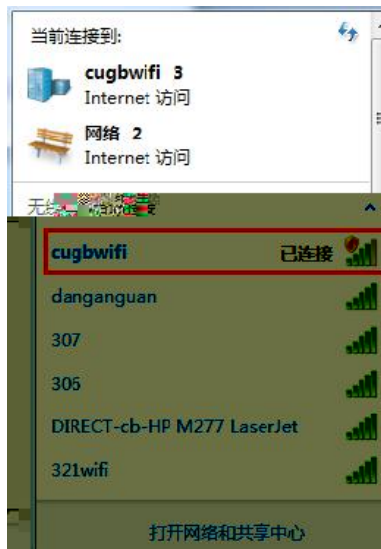 当前连接到:
cugbwifi 3
Internet 访问
网络 2
Internet 访问
cugbwifi 已连接
danganguan
307
306
DIRECT-cb-HP M277 LaserJet
321wifi
打开网络和共享中心